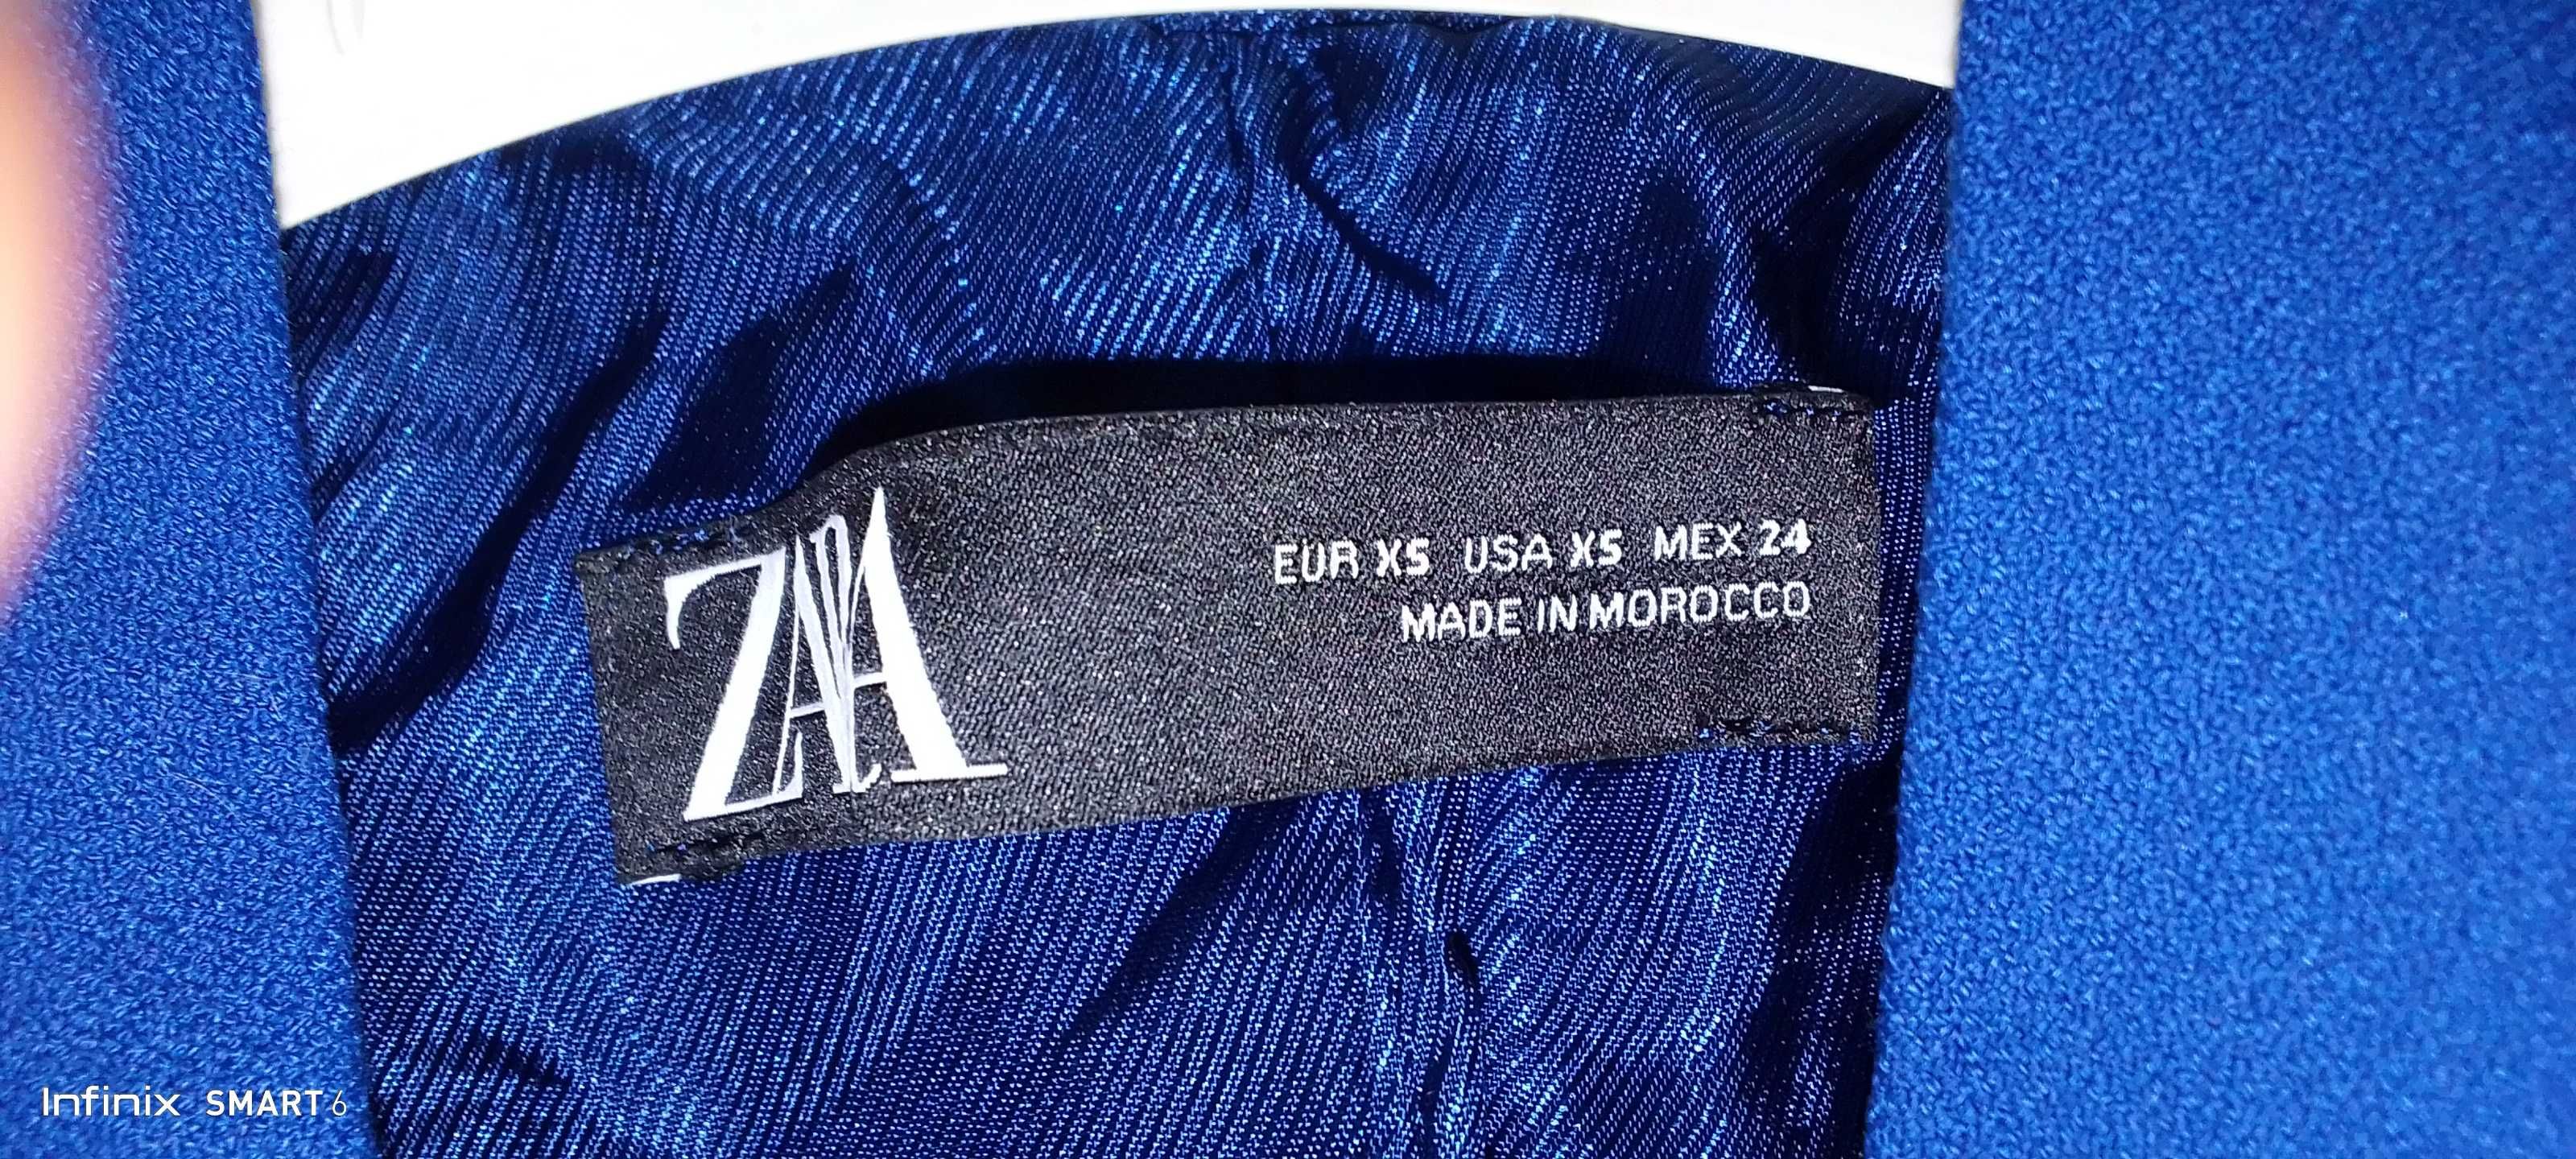 ZARA
EUR XS USA XS MEX 24
MADE IN MOROCCO
Infinix SMART 6